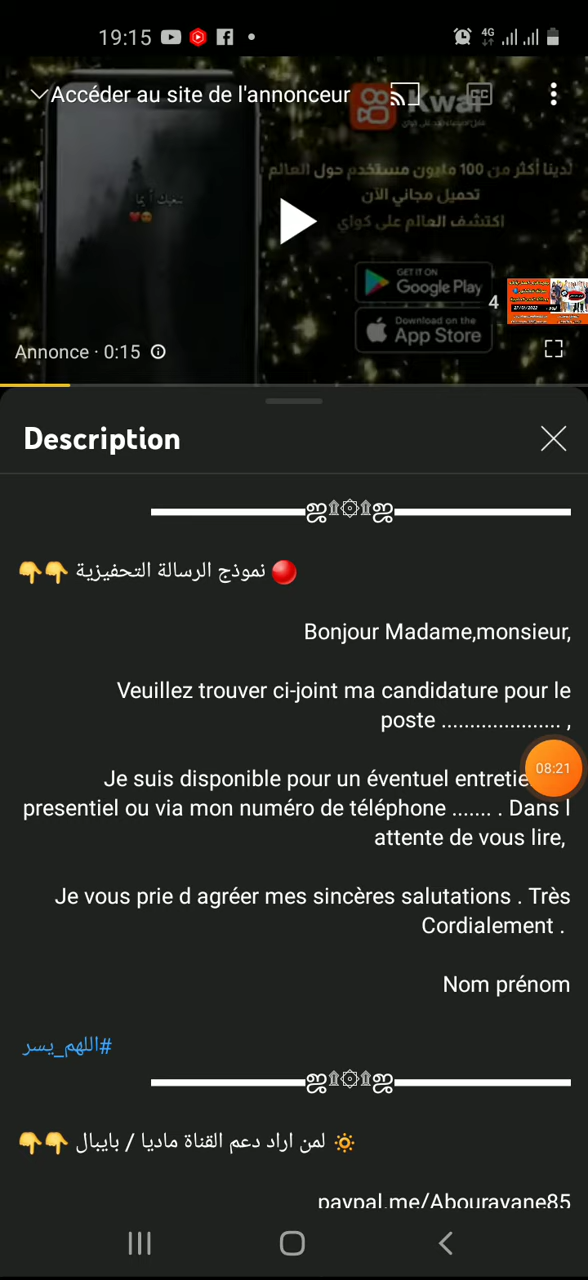 19:15
4G
Accéder au site de l'annonceur
Kwai
CC
لدينا أكثر من 100 مليون مستخدم حول العالم
تحميل مجاني الأن
اكتشف العالم على كواي
GET IT ON
Google Play
4
Download on the
App Store
Annonce · 0:15
Description
🔴 نموذج الرسالة التحفيزية 👇👇
Bonjour Madame,monsieur,
Veuillez trouver ci-joint ma candidature pour le
poste ..................... ,
Je suis disponible pour un éventuel entretie
08:21
presentiel ou via mon numéro de téléphone ....... . Dans l
attente de vous lire,
Je vous prie d agréer mes sincères salutations . Très
Cordialement .
Nom prénom
#اللهم_يسر
🔅 لمن اراد دعم القناة ماديا / بايبال 👇👇
paypal.me/Abourayane85